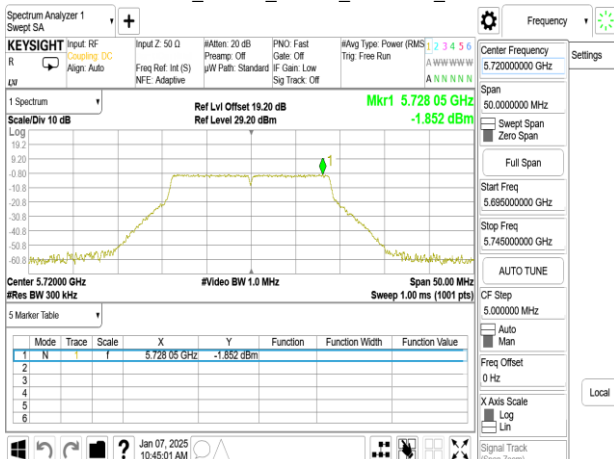 Spectrum Analyzer 1
Swept SA
+
Frequency
KEYSIGHT Input: RF
R
Coupling: DC
Align: Auto
LXI
Input Z: 50 Ω
Freq Ref: Int (S)
NFE: Adaptive
#Atten: 20 dB
Preamp: Off
µW Path: Standard
PNO: Fast
Gate: Off
IF Gain: Low
Sig Track: Off
#Avg Type: Power (RMS
Trig: Free Run
1 2 3 4 5 6
A W W W W W
A N N N N N
1 Spectrum
Scale/Div 10 dB
Ref Lvl Offset 19.20 dB
Ref Level 29.20 dBm
Mkr1 5.728 05 GHz
-1.852 dBm
Log
19.2
9.20
-0.80
-10.8
-20.8
-30.8
-40.8
-50.8
-60.8
1
Center 5.72000 GHz
#Res BW 300 kHz
#Video BW 1.0 MHz
Span 50.00 MHz
Sweep 1.00 ms (1001 pts)
5 Marker Table
Mode Trace Scale X Y Function Function Width Function Value
1 N 1 f 5.728 05 GHz -1.852 dBm
2
3
4
5
6
Jan 07, 2025
10:45:01 AM
?
Center Frequency
5.720000000 GHz
Span
50.0000000 MHz
Swept Span
Zero Span
Full Span
Start Freq
5.695000000 GHz
Stop Freq
5.745000000 GHz
AUTO TUNE
CF Step
5.000000 MHz
Auto
Man
Freq Offset
0 Hz
X Axis Scale
Log
Lin
Signal Track
Settings
Local